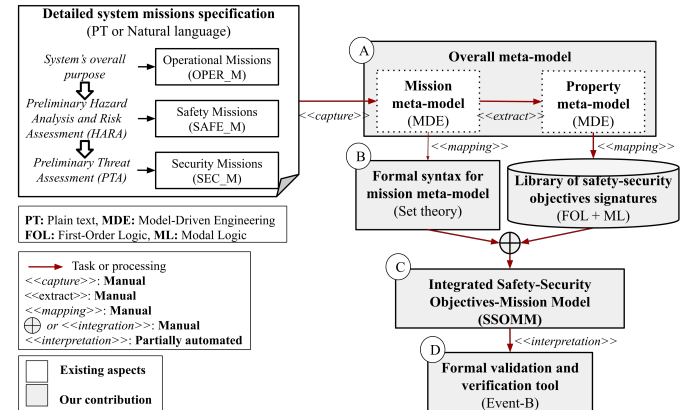 Detailed system missions specification
(PT or Natural language)
System's overall
purpose
Operational Missions
(OPER_M)
Preliminary Hazard
Analysis and Risk
Assessment (HARA)
Safety Missions
(SAFE_M)
Preliminary Threat
Assessment (PTA)
Security Missions
(SEC_M)
<<capture>>
A
Overall meta-model
Mission
meta-model
(MDE)
<<extract>>
Property
meta-model
(MDE)
<<mapping>>
<<mapping>>
B
Formal syntax for
mission meta-model
(Set theory)
Library of safety-security
objectives signatures
(FOL + ML)
C
Integrated Safety-Security
Objectives-Mission Model
(SSOMM)
<<interpretation>>
D
Formal validation and
verification tool
(Event-B)
PT: Plain text, MDE: Model-Driven Engineering
FOL: First-Order Logic, ML: Modal Logic
Task or processing
<<capture>>: Manual
<<extract>>: Manual
<<mapping>>: Manual
or <<integration>>: Manual
<<interpretation>>: Partially automated
Existing aspects
Our contribution